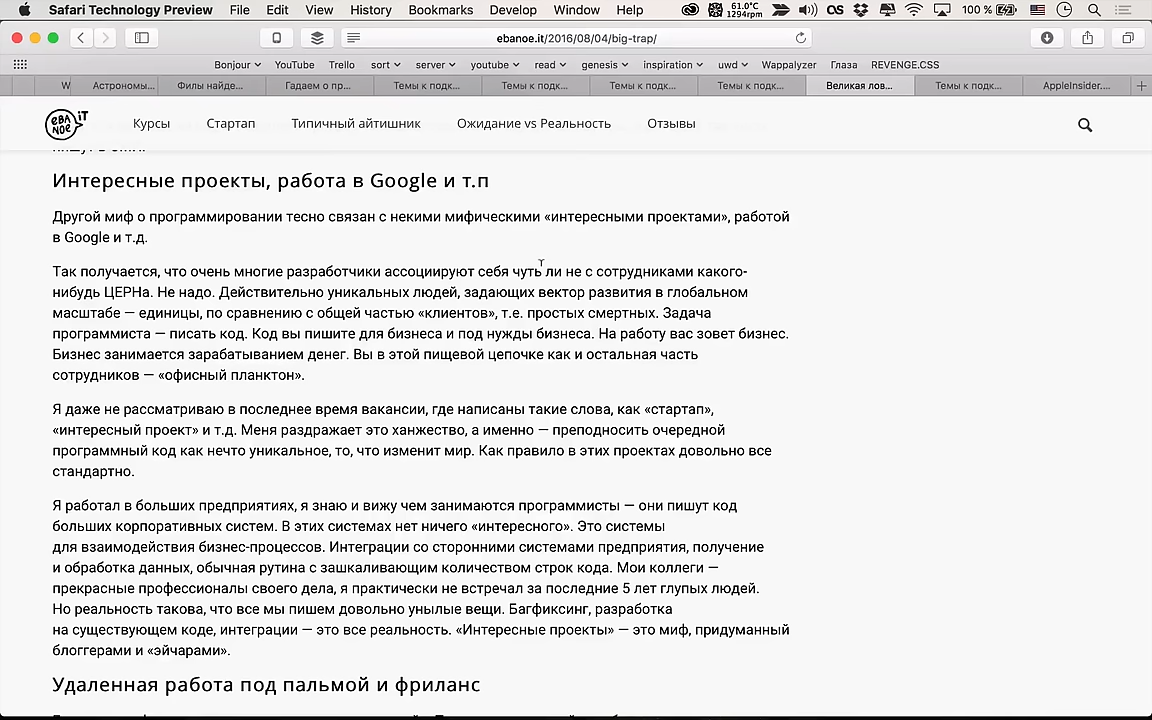 Safari Technology Preview File Edit View History Bookmarks Develop Window Help 61.0°C 1294rpm 100 %
ebanoe.it/2016/08/04/big-trap/
Bonjour YouTube Trello sort server youtube read genesis inspiration uwd Wappalyzer Глаза REVENGE.CSS
W Астрономы... Филы найде... Гадаем о пр... Темы к подк... Темы к подк... Темы к подк... Темы к подк... Великая лов... Темы к подк... AppleInsider....
 eba noe iT Курсы Стартап Типичный айтишник Ожидание vs Реальность Отзывы
Интересные проекты, работа в Google и т.п
Другой миф о программировании тесно связан с некими мифическими «интересными проектами», работой
в Google и т.д.
Так получается, что очень многие разработчики ассоциируют себя чуть ли не с сотрудниками какого-
нибудь ЦЕРНа. Не надо. Действительно уникальных людей, задающих вектор развития в глобальном
масштабе — единицы, по сравнению с общей частью «клиентов», т.е. простых смертных. Задача
программиста — писать код. Код вы пишите для бизнеса и под нужды бизнеса. На работу вас зовет бизнес.
Бизнес занимается зарабатыванием денег. Вы в этой пищевой цепочке как и остальная часть
сотрудников — «офисный планктон».
Я даже не рассматриваю в последнее время вакансии, где написаны такие слова, как «стартап»,
«интересный проект» и т.д. Меня раздражает это ханжество, а именно — преподносить очередной
программный код как нечто уникальное, то, что изменит мир. Как правило в этих проектах довольно все
стандартно.
Я работал в больших предприятиях, я знаю и вижу чем занимаются программисты — они пишут код
больших корпоративных систем. В этих системах нет ничего «интересного». Это системы
для взаимодействия бизнес-процессов. Интеграции со сторонними системами предприятия, получение
и обработка данных, обычная рутина с зашкаливающим количеством строк кода. Мои коллеги —
прекрасные профессионалы своего дела, я практически не встречал за последние 5 лет глупых людей.
Но реальность такова, что все мы пишем довольно унылые вещи. Багфиксинг, разработка
на существующем коде, интеграции — это все реальность. «Интересные проекты» — это миф, придуманный
блоггерами и «эйчарами».
Удаленная работа под пальмой и фриланс